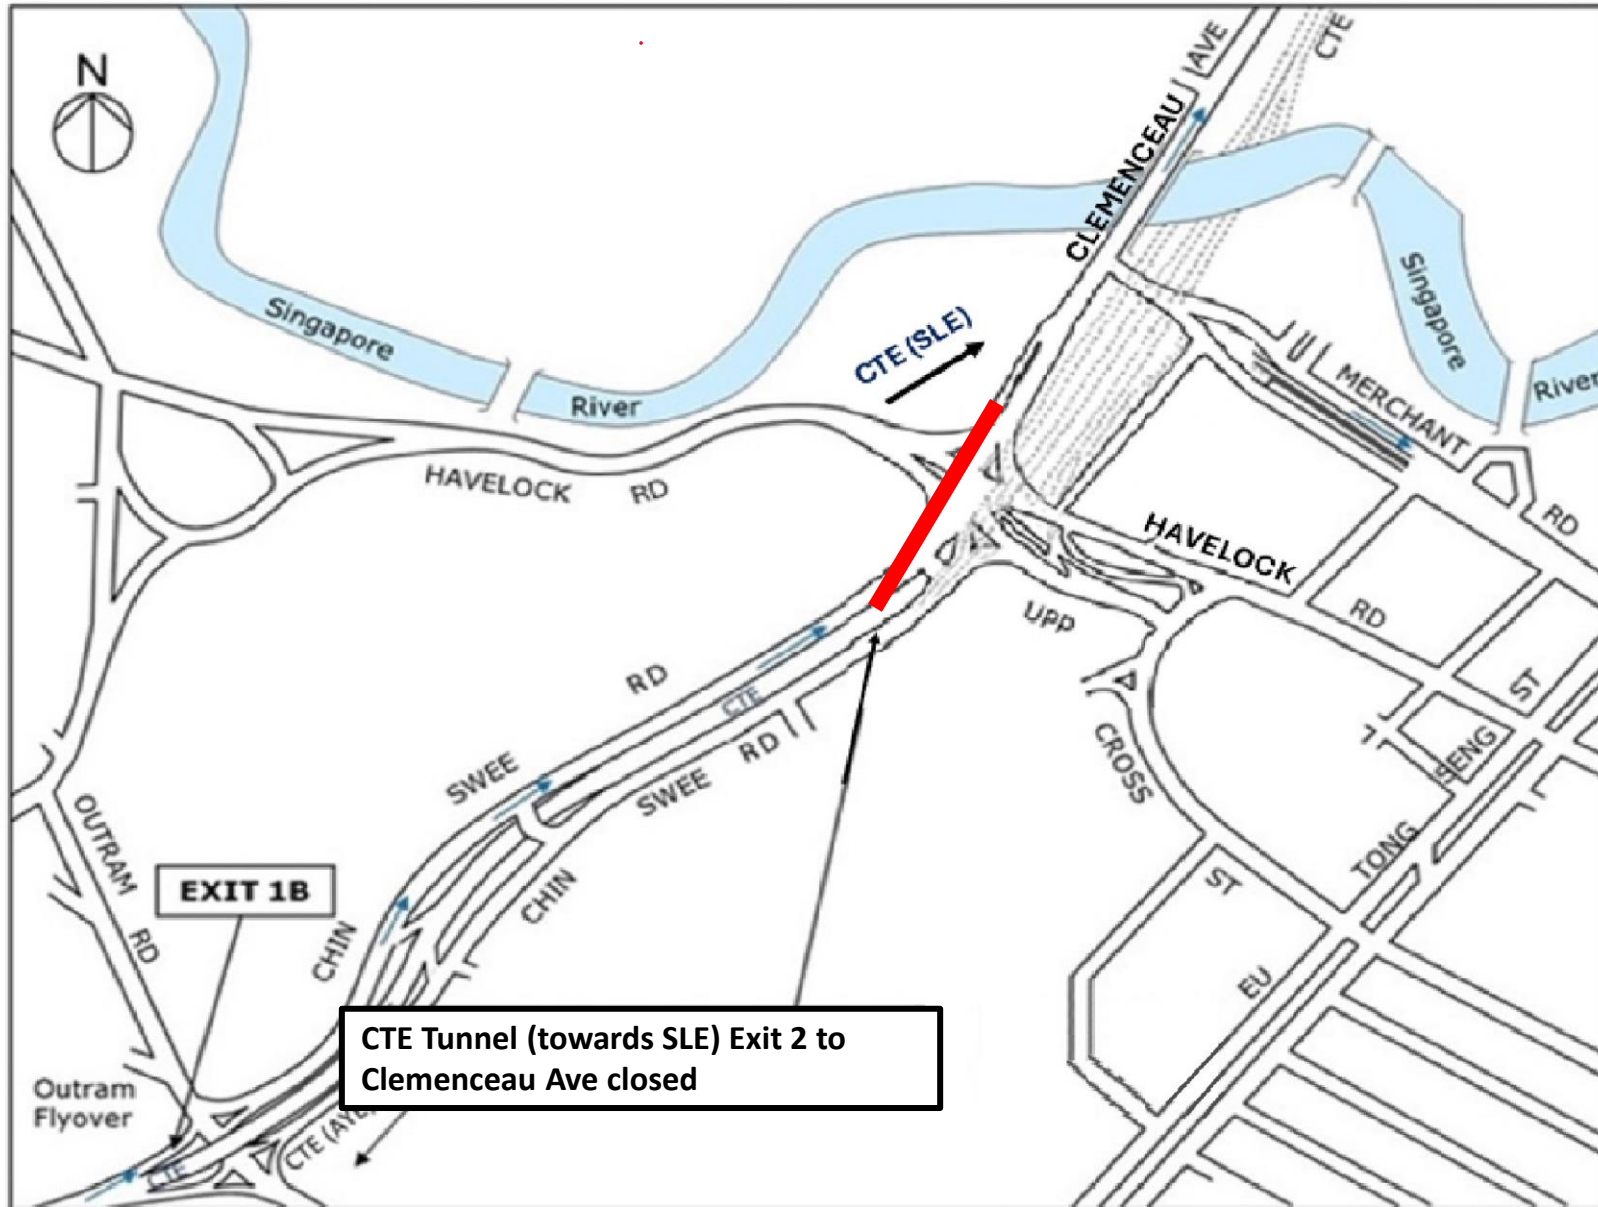 N
AVE
CTE
CLEMENCEAU
Singapore
River
CTE (SLE)
Singapore
River
MERCHANT
RD
HAVELOCK
RD
HAVELOCK
RD
UPP
CROSS
ST
RD
CTE
SWEE
RD
SWEE
CHIN
CHIN
ST
SENG
TONG
EU
OUTRAM
RD
EXIT 1B
CTE Tunnel (towards SLE) Exit 2 to
Clemenceau Ave closed
Outram
Flyover
CTE (AYE)
CTE